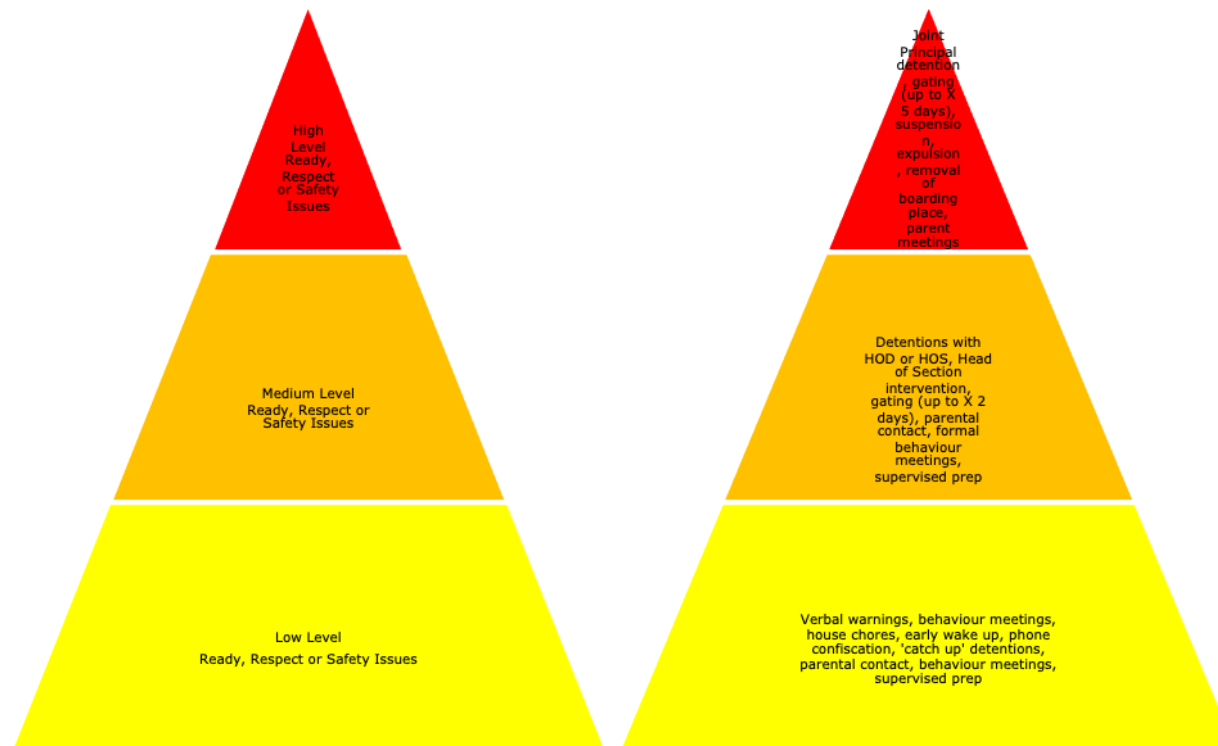 High
Level
Ready,
Respect
or Safety
Issues
Medium Level
Ready, Respect or
Safety Issues
Low Level
Ready, Respect or Safety Issues
Joint
Principal
detention
, gating
(up to X
5 days),
suspensio
n,
expulsion
, removal
of
boarding
place,
parent
meetings
Detentions with
HOD or HOS, Head
of Section
intervention,
gating (up to X 2
days), parental
contact, formal
behaviour
meetings,
supervised prep
Verbal warnings, behaviour meetings,
house chores, early wake up, phone
confiscation, 'catch up' detentions,
parental contact, behaviour meetings,
supervised prep